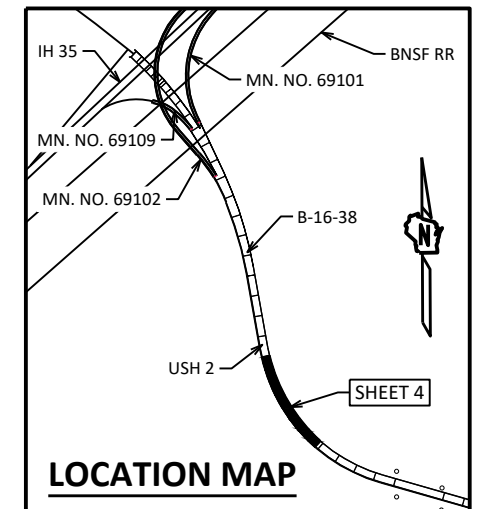 IH 35
BNSF RR
MN. NO. 69101
MN. NO. 69109
MN. NO. 69102
B-16-38
N
USH 2
SHEET 4
LOCATION MAP